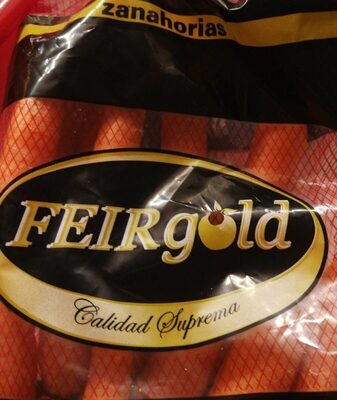 zanahorias
FEIRgold
Calidad Suprema